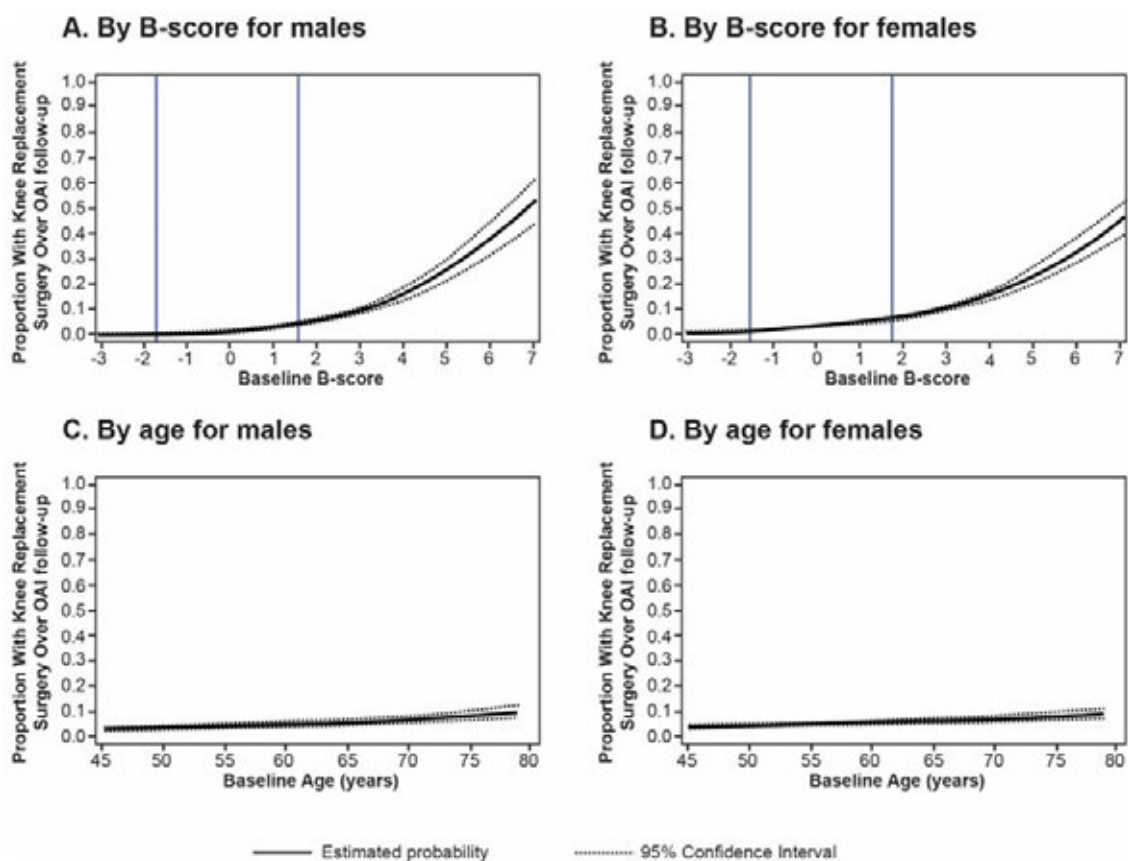 A. By B-score for males
B. By B-score for females
Proportion With Knee Replacement
Surgery Over OAI follow-up
1.0
0.9
0.8
0.7
0.6
0.5
0.4
0.3
0.2
0.1
0.0
-3 -2 -1 0 1 2 3 4 5 6 7
Baseline B-score
Proportion With Knee Replacement
Surgery Over OAI follow-up
1.0
0.9
0.8
0.7
0.6
0.5
0.4
0.3
0.2
0.1
0.0
-3 -2 -1 0 1 2 3 4 5 6 7
Baseline B-score
C. By age for males
D. By age for females
Proportion With Knee Replacement
Surgery Over OAI follow-up
1.0
0.9
0.8
0.7
0.6
0.5
0.4
0.3
0.2
0.1
0.0
45 50 55 60 65 70 75 80
Baseline Age (years)
Proportion With Knee Replacement
Surgery Over OAI follow-up
1.0
0.9
0.8
0.7
0.6
0.5
0.4
0.3
0.2
0.1
0.0
45 50 55 60 65 70 75 80
Baseline Age (years)
Estimated probability
95% Confidence Interval